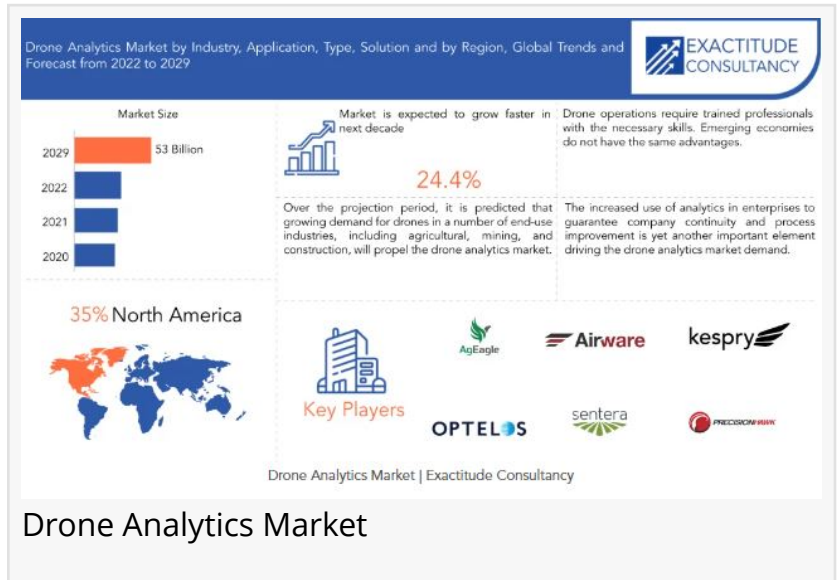 Drone Analytics Market by Industry, Application, Type, Solution and by Region, Global Trends and
Forecast from 2022 to 2029
EXACTITUDE
CONSULTANCY
Market Size
2029
53 Billion
2022
2021
2020
Market is expected to grow faster in
next decade
24.4%
Drone operations require trained professionals
with the necessary skills. Emerging economies
do not have the same advantages.
Over the projection period, it is predicted that
growing demand for drones in a number of end-use
industries, including agricultural, mining, and
construction, will propel the drone analytics market.
The increased use of analytics in enterprises to
guarantee company continuity and process
improvement is yet another important element
driving the drone analytics market demand.
35% North America
Key Players
AgEagle
Airware
kespry
OPTELOS
sentera
PRECISIONHAWK
Drone Analytics Market | Exactitude Consultancy
Drone Analytics Market